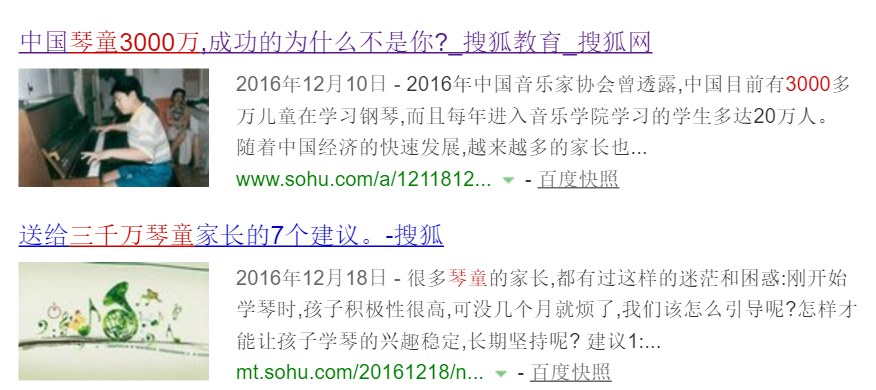 中国琴童3000万,成功的为什么不是你?_搜狐教育_搜狐网
2016年12月10日 - 2016年中国音乐家协会曾透露,中国目前有3000多
万儿童在学习钢琴,而且每年进入音乐学院学习的学生多达20万人。
随着中国经济的快速发展,越来越多的家长也...
www.sohu.com/a/1211812... - 百度快照
送给三千万琴童家长的7个建议。-搜狐
2016年12月18日 - 很多琴童的家长,都有过这样的迷茫和困惑:刚开始
学琴时,孩子积极性很高,可没几个月就烦了,我们该怎么引导呢?怎样才
能让孩子学琴的兴趣稳定,长期坚持呢? 建议1:...
mt.sohu.com/20161218/n... - 百度快照